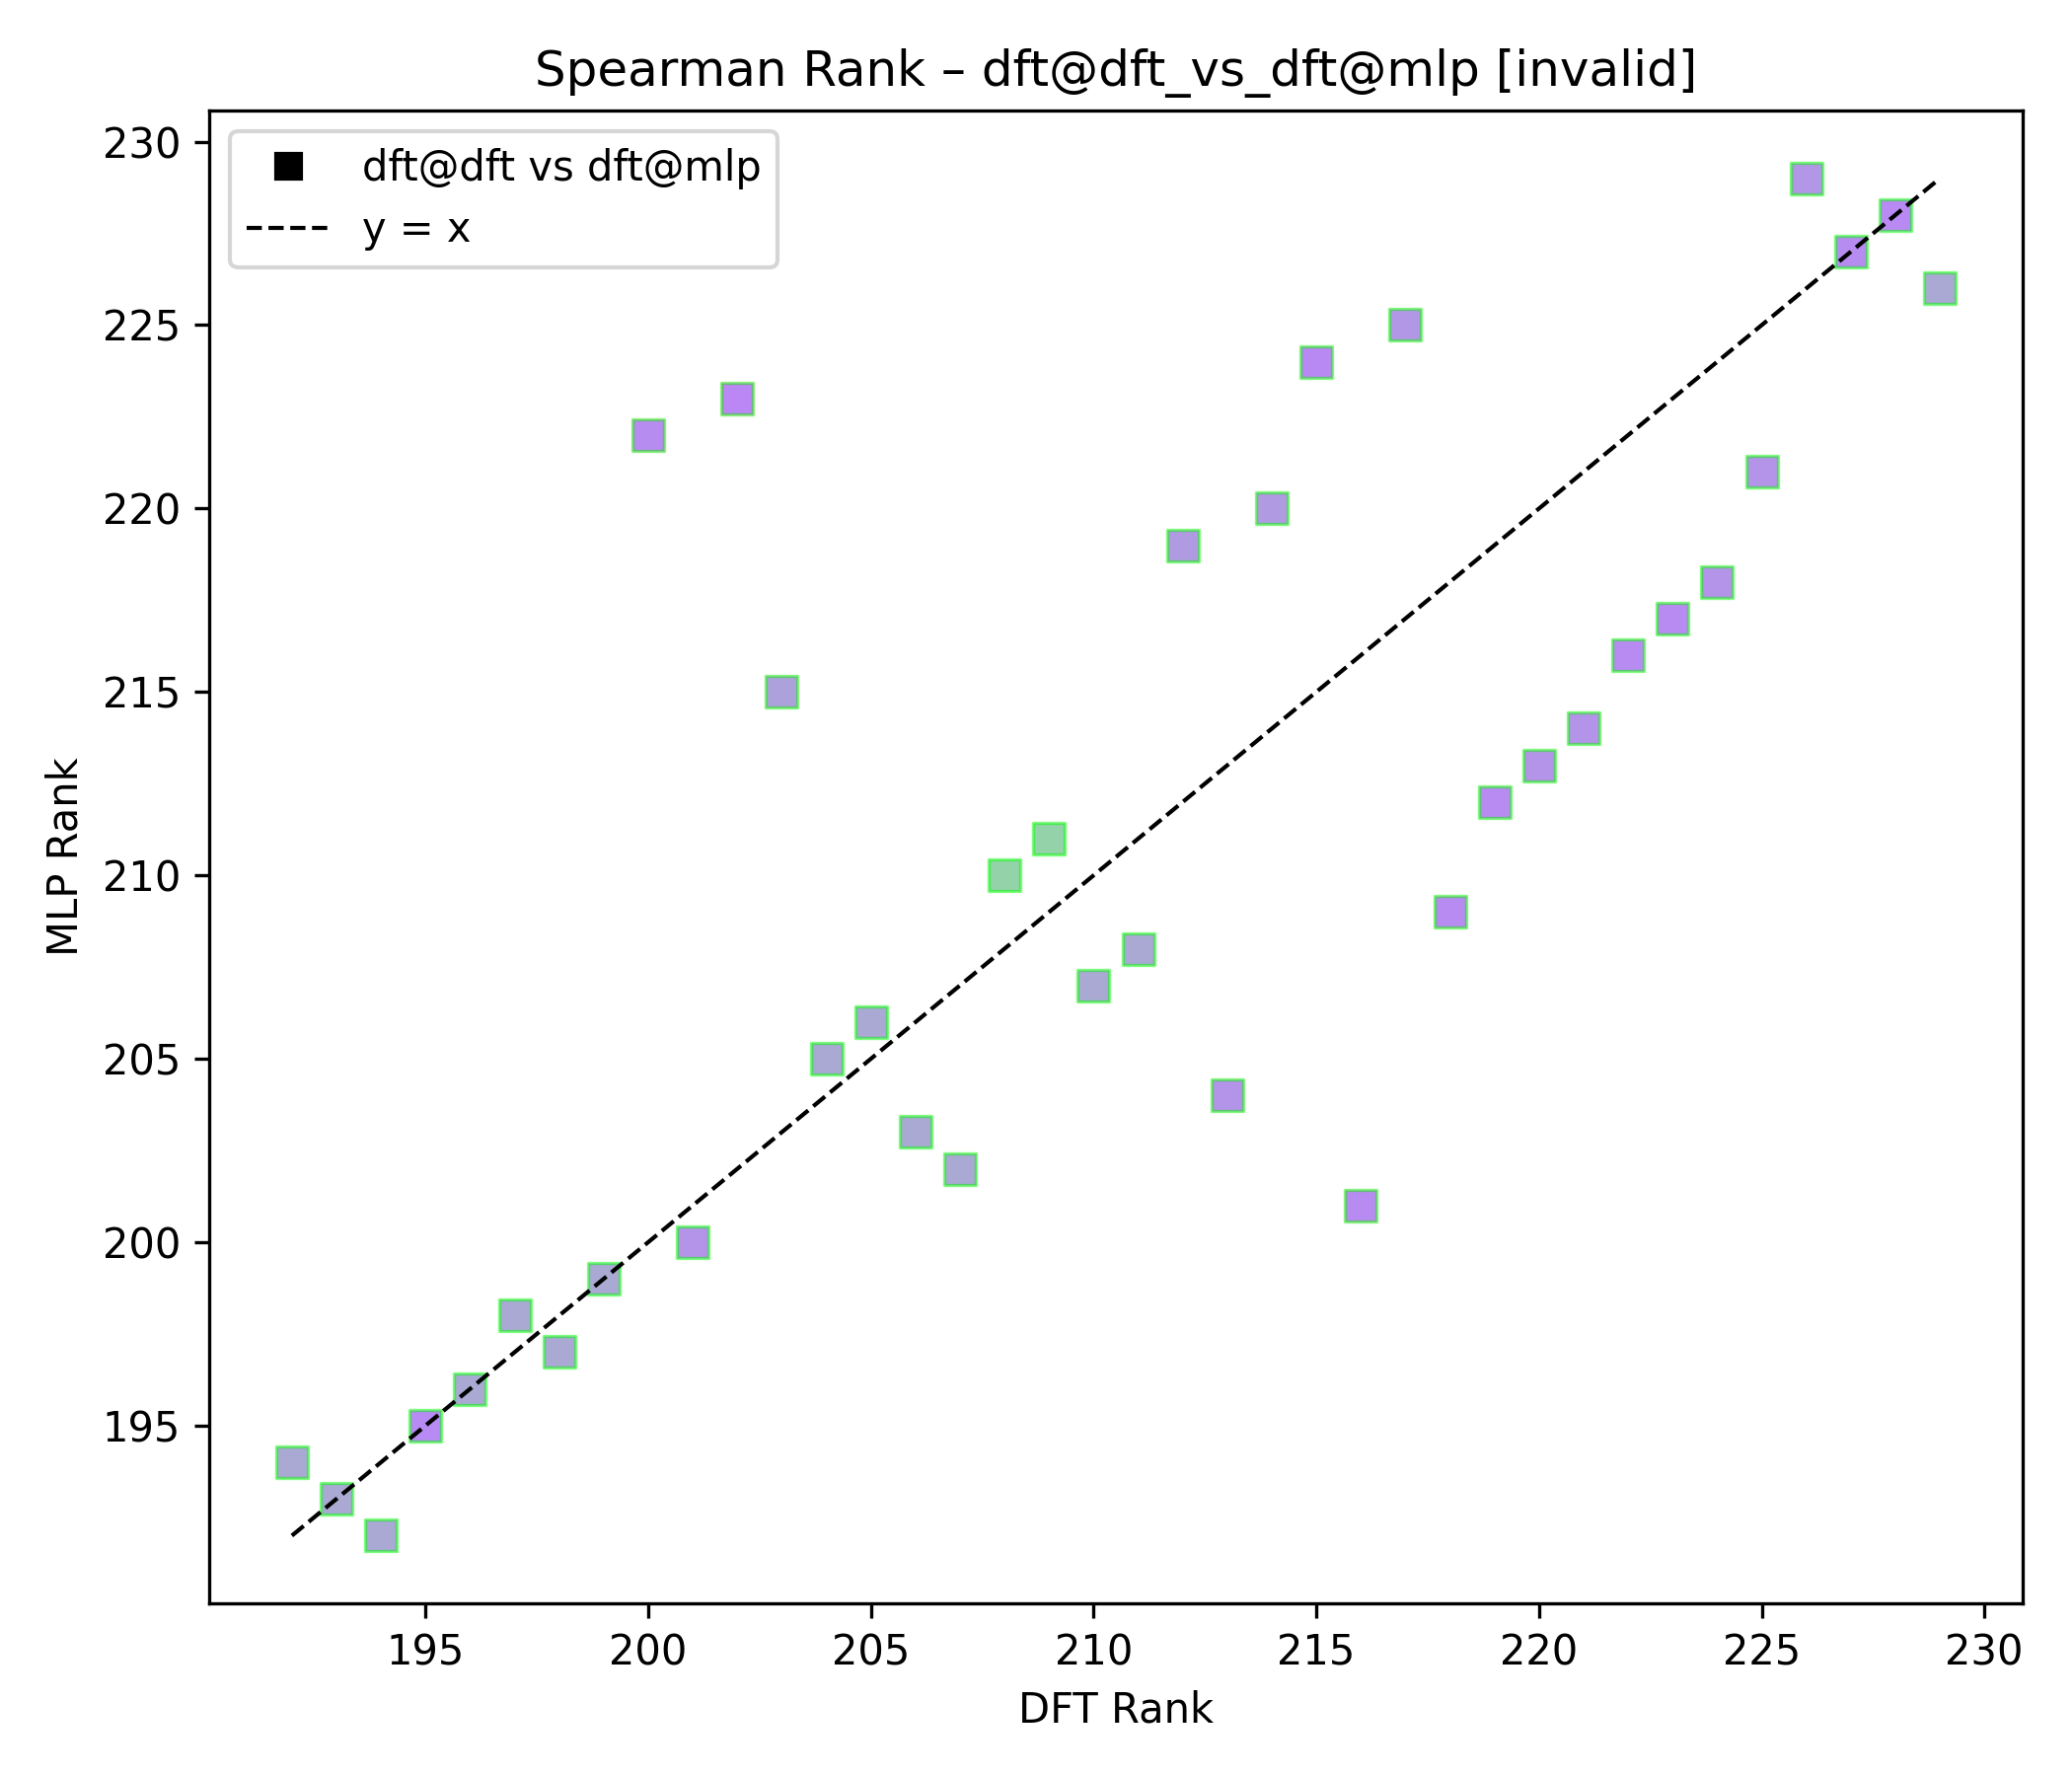 Spearman Rank – dft@dft_vs_dft@mlp [invalid]
dft@dft vs dft@mlp
y = x
MLP Rank
230
225
220
215
210
205
200
195
195 200 205 210 215 220 225 230
DFT Rank